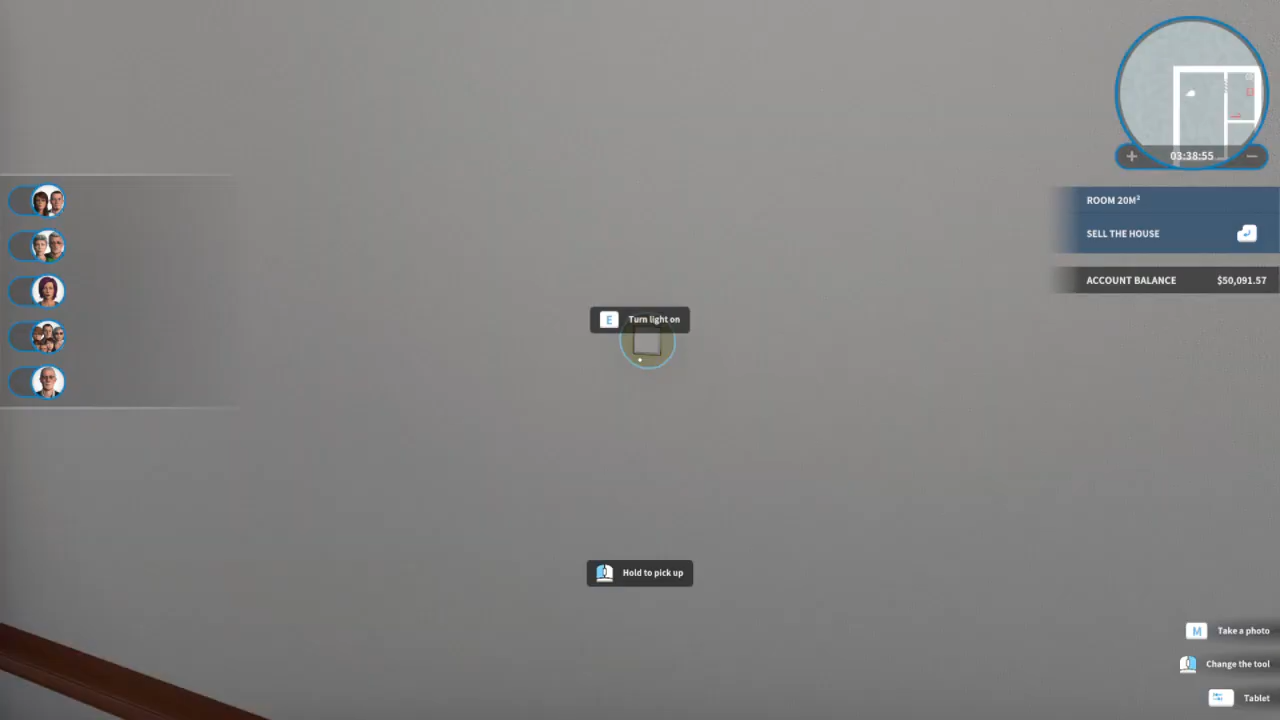 03:38:55
ROOM 20M²
SELL THE HOUSE
ACCOUNT BALANCE $50,091.57
E Turn light on
Hold to pick up
M Take a photo
Change the tool
Tablet